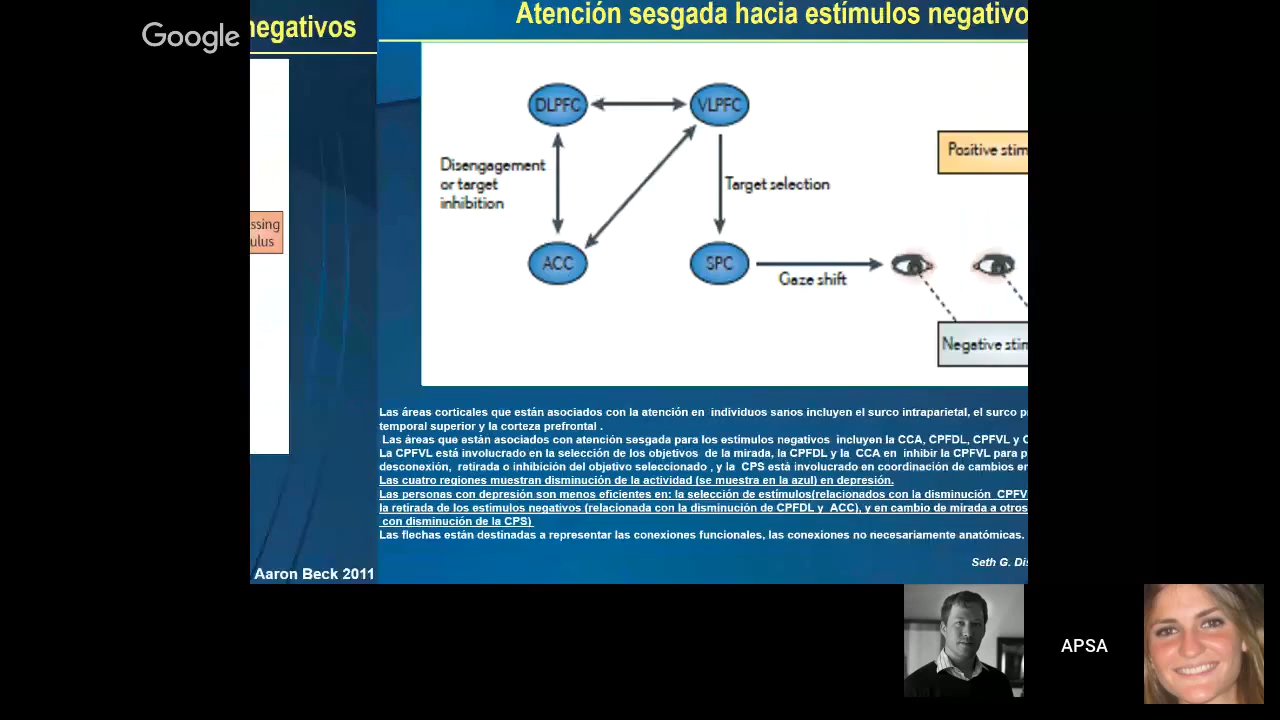 Google
negativos
Atención sesgada hacia estímulos negativo
DLPFC
VLPFC
Positive stim
Disengagement
or target
inhibition
Target selection
ssing
ulus
ACC
SPC
Gaze shift
Negative stim
Las áreas corticales que están asociados con la atención en individuos sanos incluyen el surco intraparietal, el surco pr
temporal superior y la corteza prefrontal .
Las áreas que están asociados con atención sesgada para los estímulos negativos incluyen la CCA, CPFDL, CPFVL y C
La CPFVL está involucrado en la selección de los objetivos de la mirada, la CPFDL y la CCA en inhibir la CPFVL para p
desconexión, retirada o inhibición del objetivo seleccionado , y la CPS está involucrado en coordinación de cambios en
Las cuatro regiones muestran disminución de la actividad (se muestra en la azul) en depresión.
Las personas con depresión son menos eficientes en: la selección de estímulos(relacionados con la disminución CPFV
la retirada de los estímulos negativos (relacionada con la disminución de CPFDL y ACC), y en cambio de mirada a otros
con disminución de la CPS)
Las flechas están destinadas a representar las conexiones funcionales, las conexiones no necesariamente anatómicas.
Seth G. Dis
Aaron Beck 2011
APSA